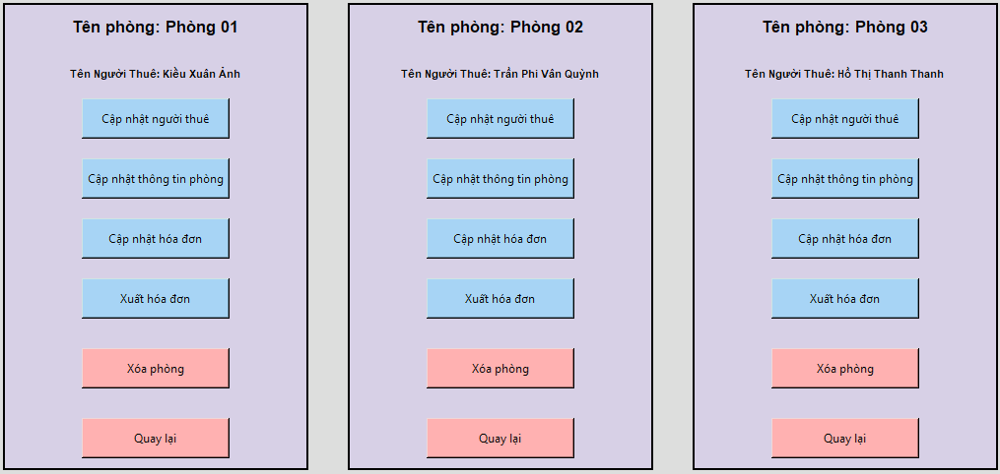 Tên phòng: Phòng 01
Tên Người Thuê: Kiều Xuân Ảnh
Cập nhật người thuê
Cập nhật thông tin phòng
Cập nhật hóa đơn
Xuất hóa đơn
Xóa phòng
Quay lại
Tên phòng: Phòng 02
Tên Người Thuê: Trần Phi Vân Quỳnh
Cập nhật người thuê
Cập nhật thông tin phòng
Cập nhật hóa đơn
Xuất hóa đơn
Xóa phòng
Quay lại
Tên phòng: Phòng 03
Tên Người Thuê: Hồ Thị Thanh Thanh
Cập nhật người thuê
Cập nhật thông tin phòng
Cập nhật hóa đơn
Xuất hóa đơn
Xóa phòng
Quay lại